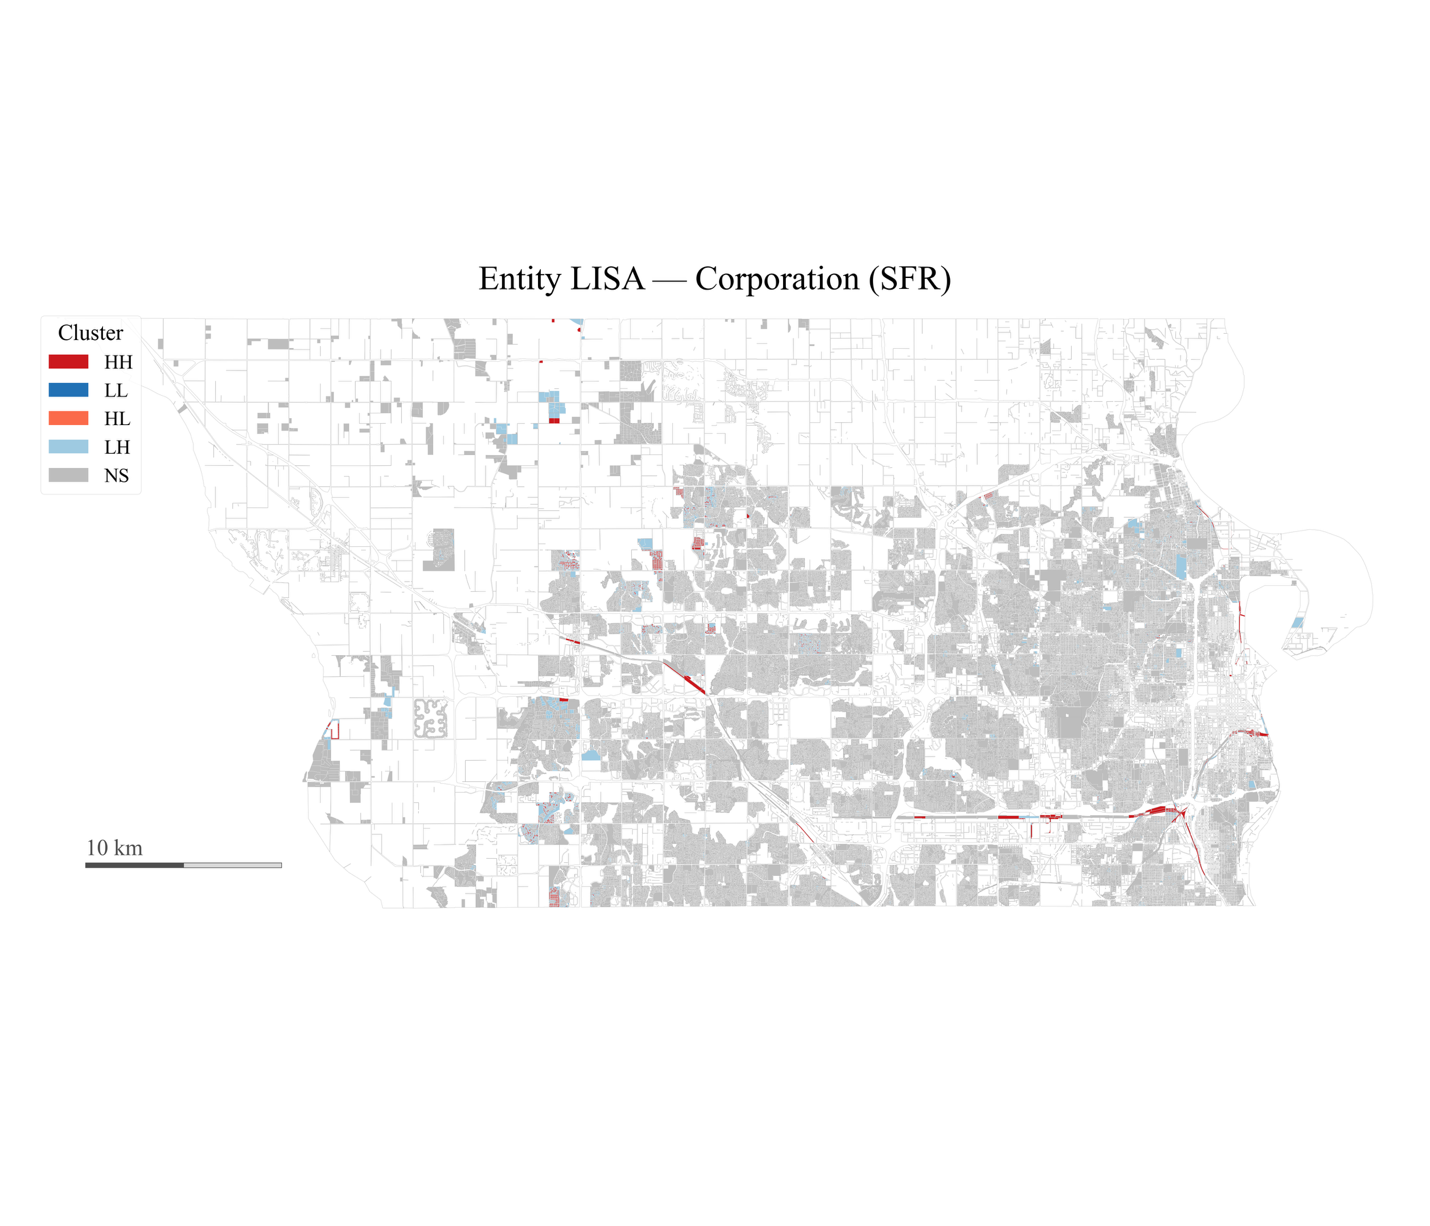 Entity LISA — Corporation (SFR)
Cluster
HH
LL
HL
LH
NS
10 km